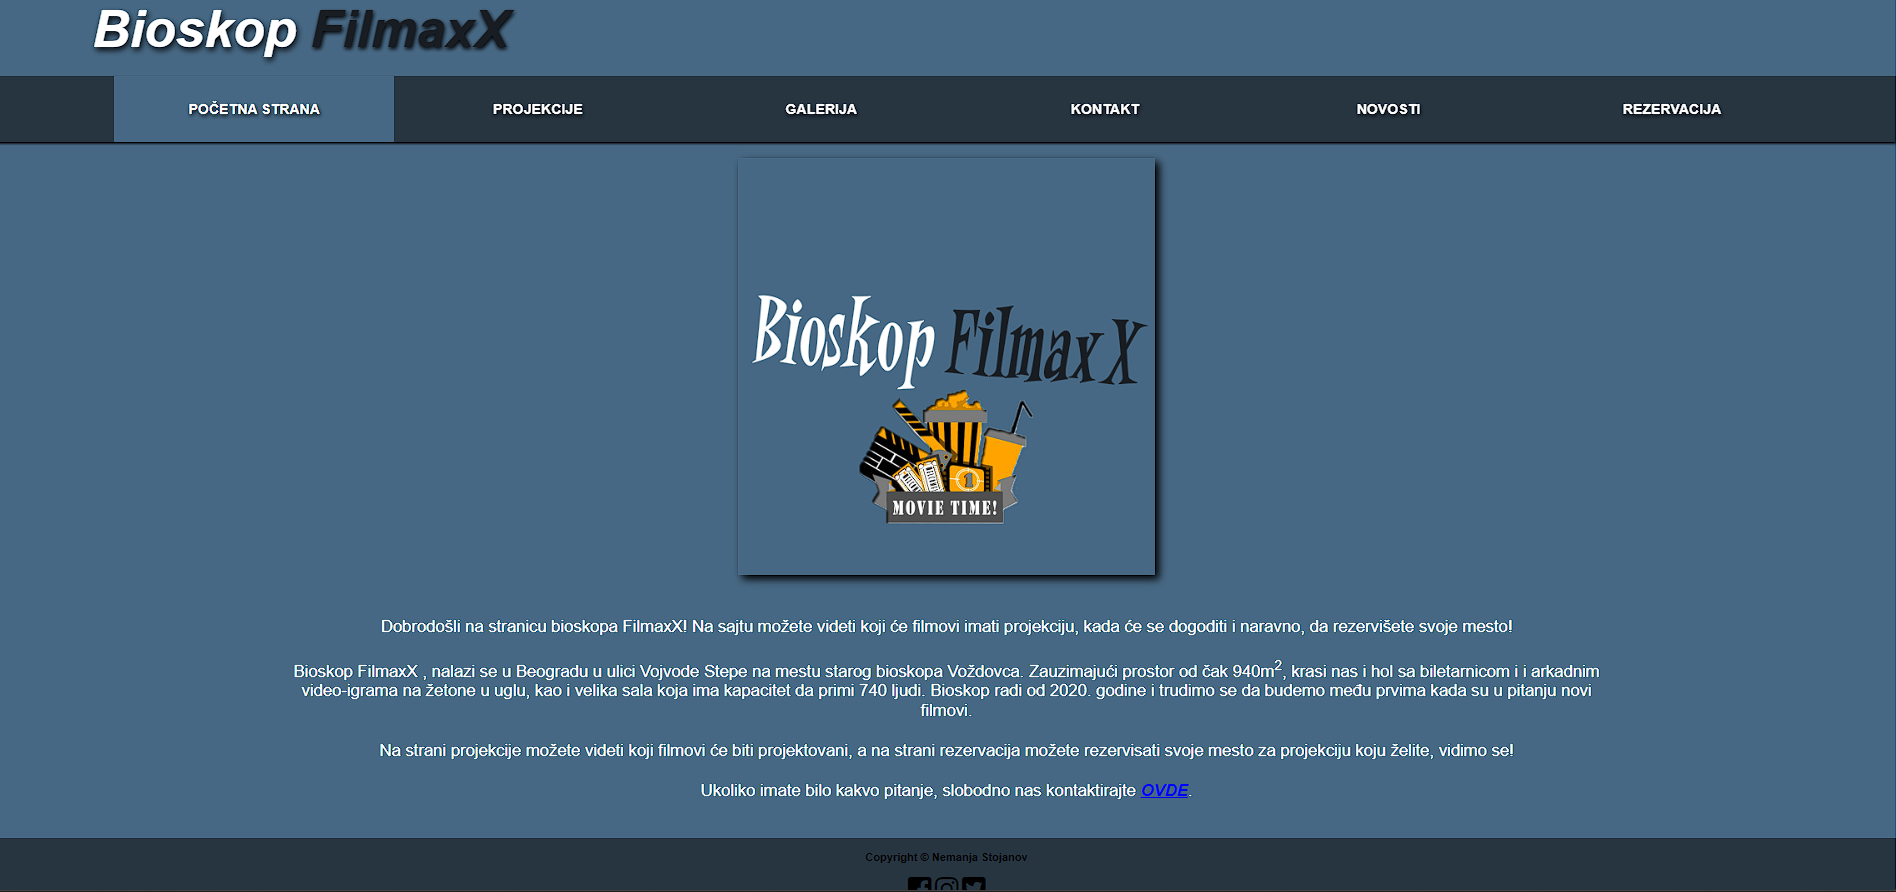 Bioskop FilmaxX
POČETNA STRANA PROJEKCIJE GALERIJA KONTAKT NOVOSTI REZERVACIJA
Bioskop FilmaxX
1
MOVIE TIME!
Dobrodošli na stranicu bioskopa FilmaxX! Na sajtu možete videti koji će filmovi imati projekciju, kada će se dogoditi i naravno, da rezervišete svoje mesto!
Bioskop FilmaxX , nalazi se u Beogradu u ulici Vojvode Stepe na mestu starog bioskopa Voždovca. Zauzimajući prostor od čak 940m², krasi nas i hol sa biletarnicom i i arkadnim
video-igrama na žetone u uglu, kao i velika sala koja ima kapacitet da primi 740 ljudi. Bioskop radi od 2020. godine i trudimo se da budemo među prvima kada su u pitanju novi
filmovi.
Na strani projekcije možete videti koji filmovi će biti projektovani, a na strani rezervacija možete rezervisati svoje mesto za projekciju koju želite, vidimo se!
Ukoliko imate bilo kakvo pitanje, slobodno nas kontaktirajte OVDE.
Copyright © Nemanja Stojanov